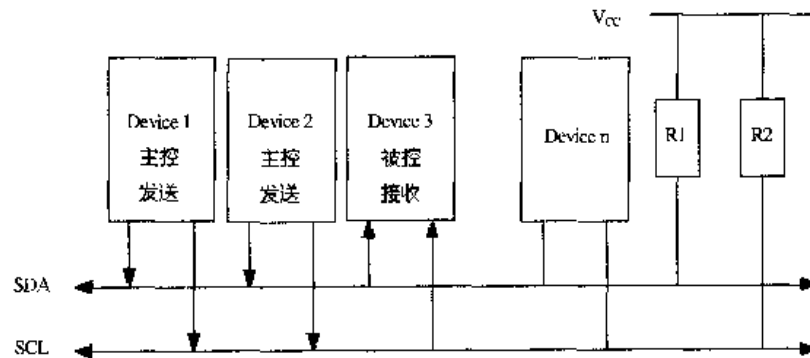 Vcc
Device 1
主控
发送
Device 2
主控
发送
Device 3
被控
接收
Device n
R1
R2
SDA
SCL